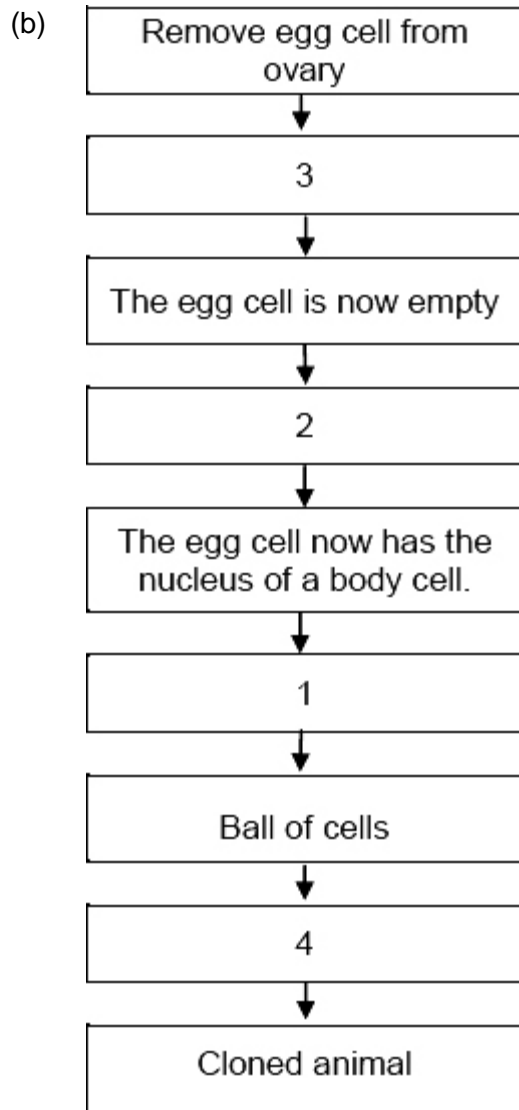 (b)
Remove egg cell from
ovary
3
The egg cell is now empty
2
The egg cell now has the
nucleus of a body cell.
1
Ball of cells
4
Cloned animal